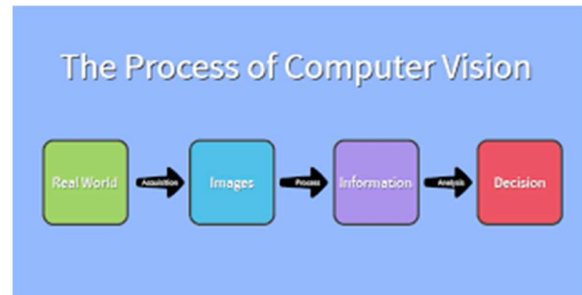 The Process of Computer Vision
Real World Acquisition Images Process Information Analysis Decision